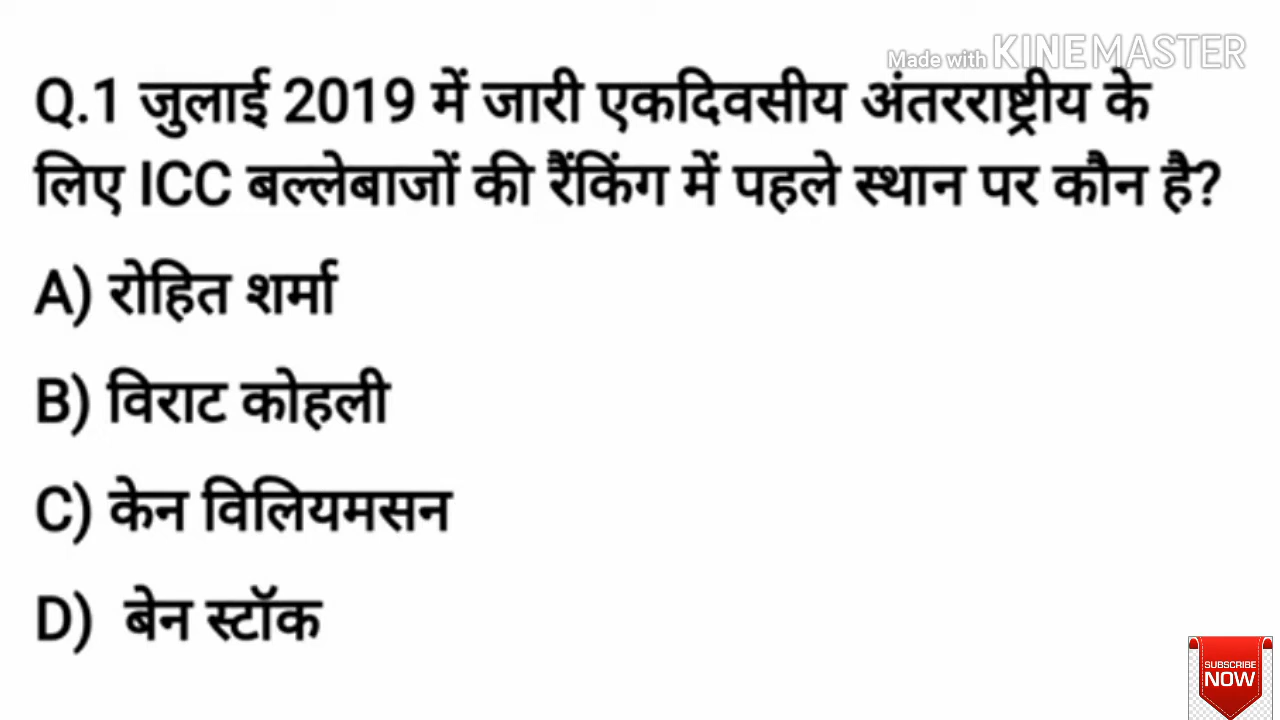 Made with KINEMASTER
Q.1 जुलाई 2019 में जारी एकदिवसीय अंतरराष्ट्रीय के
लिए ICC बल्लेबाजों की रैंकिंग में पहले स्थान पर कौन है?
A) रोहित शर्मा
B) विराट कोहली
C) केन विलियमसन
D) बेन स्टॉक
SUBSCRIBE
NOW